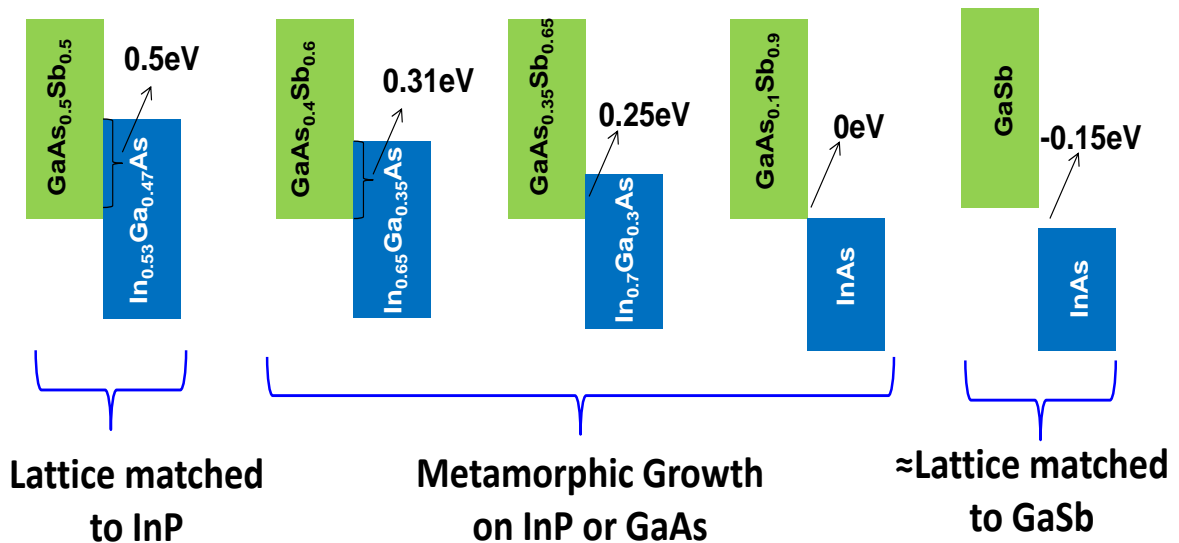 GaAs0.5Sb0.5
0.5eV
In0.53Ga0.47As
GaAs0.4Sb0.6
0.31eV
In0.65Ga0.35As
GaAs0.35Sb0.65
0.25eV
In0.7Ga0.3As
GaAs0.1Sb0.9
0eV
InAs
GaSb
-0.15eV
InAs
Lattice matched
to InP
Metamorphic Growth
on InP or GaAs
≈Lattice matched
to GaSb